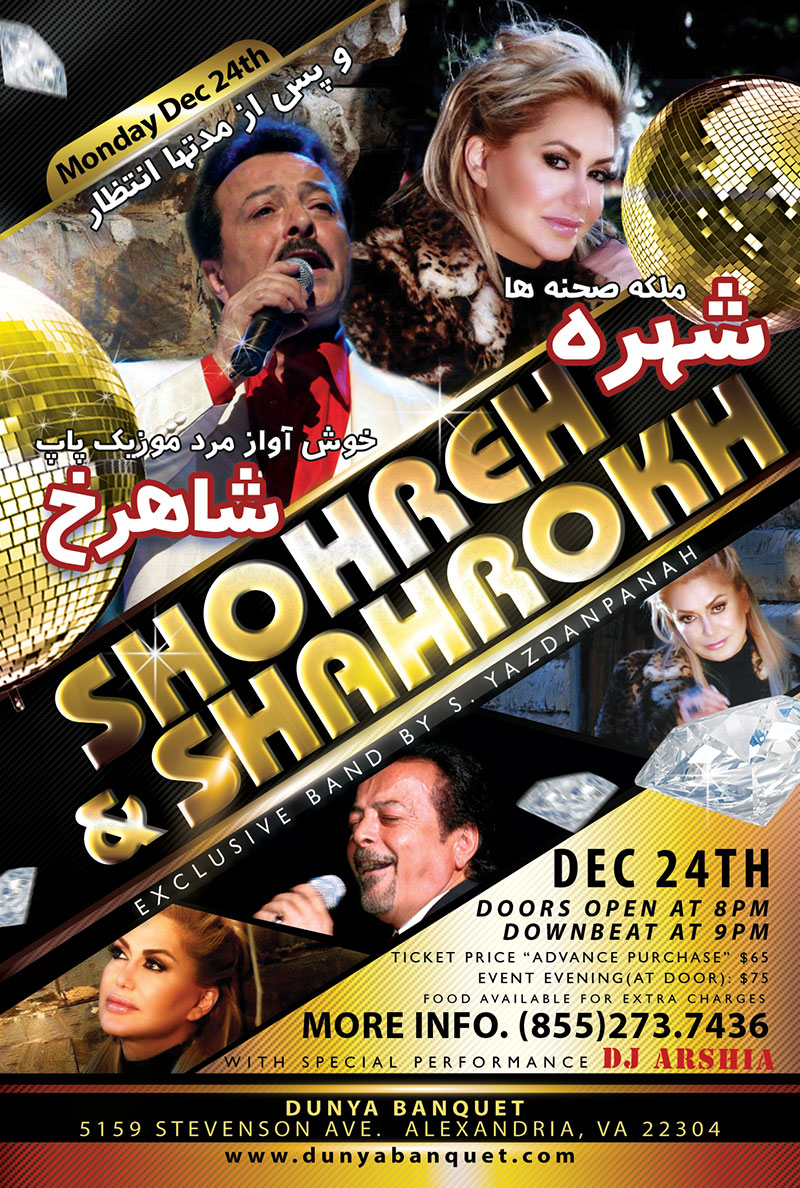 Monday Dec 24th
و پس از مدتها انتظار
ملکه صحنه ها
شهره
خوش آواز مرد موزیک پاپ
شاهرخ
SHOHREH
& SHAHROKH
EXCLUSIVE BAND BY S. YAZDANPANAH
DEC 24TH
DOORS OPEN AT 8PM
DOWNBEAT AT 9PM
TICKET PRICE “ADVANCE PURCHASE” $65
EVENT EVENING(AT DOOR): $75
FOOD AVAILABLE FOR EXTRA CHARGES
MORE INFO. (855)273.7436
WITH SPECIAL PERFORMANCE DJ ARSHIA
DUNYA BANQUET
5159 STEVENSON AVE. ALEXANDRIA, VA 22304
www.dunyabanquet.com